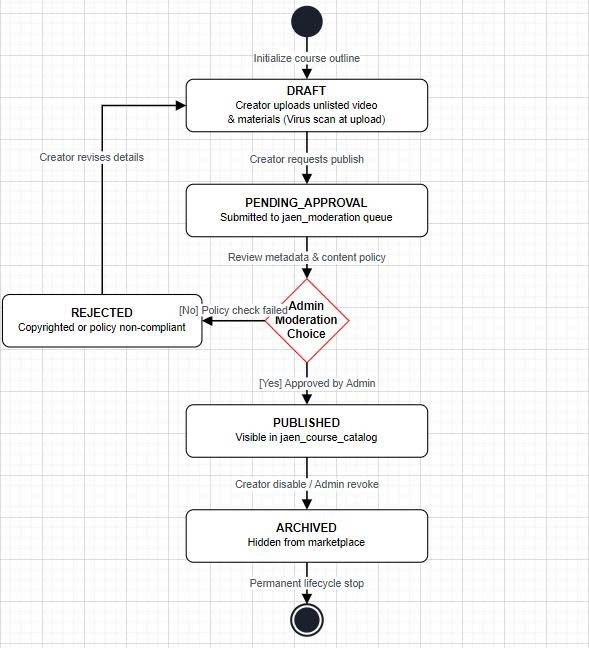 Initialize course outline
DRAFT
Creator uploads unlisted video
& materials (Virus scan at upload)
Creator revises details
Creator requests publish
PENDING_APPROVAL
Submitted to jaen_moderation queue
Review metadata & content policy
REJECTED
Copyrighted or policy non-compliant
[No] Policy check failed
Admin
Moderation
Choice
[Yes] Approved by Admin
PUBLISHED
Visible in jaen_course_catalog
Creator disable / Admin revoke
ARCHIVED
Hidden from marketplace
Permanent lifecycle stop